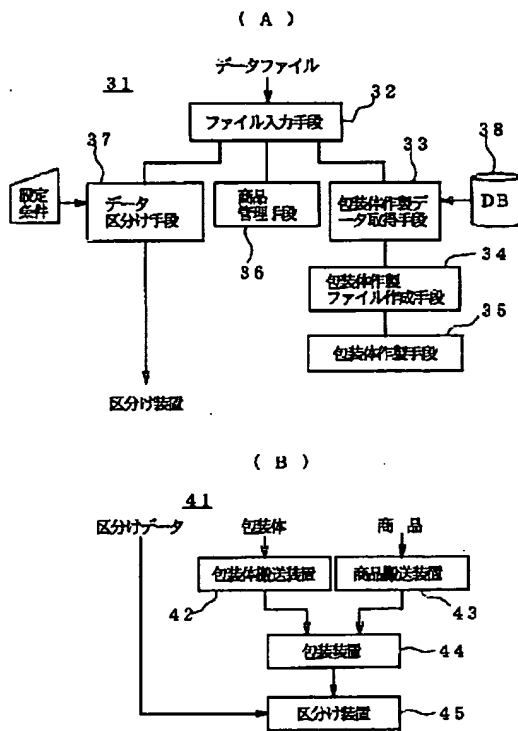 ( A )
データファイル
31
32
ファイル入力手段
37
33
38
設定
条件
データ
区分け手段
商品
管理手段
包装体作製デ
ータ取得手段
DB
36
34
包装体作製
ファイル作成手段
35
包装体作製手段
区分け装置
( B )
41
区分けデータ
包装体
商 品
包装体搬送装置
商品搬送装置
42
43
包装装置
44
区分け装置
45